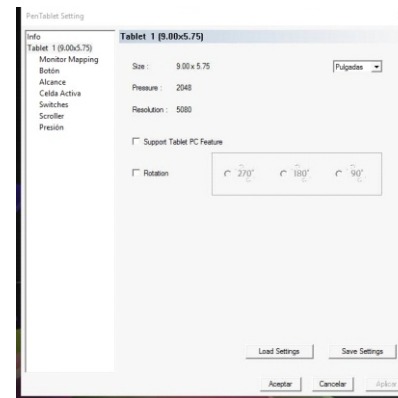 PenTablet Setting
Info
Tablet 1 (9.00x5.75)
Monitor Mapping
Botón
Alcance
Celda Activa
Switches
Scroller
Presión
Tablet 1 (9.00x5.75)
Size : 9.00 x 5.75 Pulgadas
Pressure : 2048
Resolution : 5080
Support Tablet PC Feature
Rotation 270° 180° 90°
Load Settings Save Settings
Aceptar Cancelar Aplicar